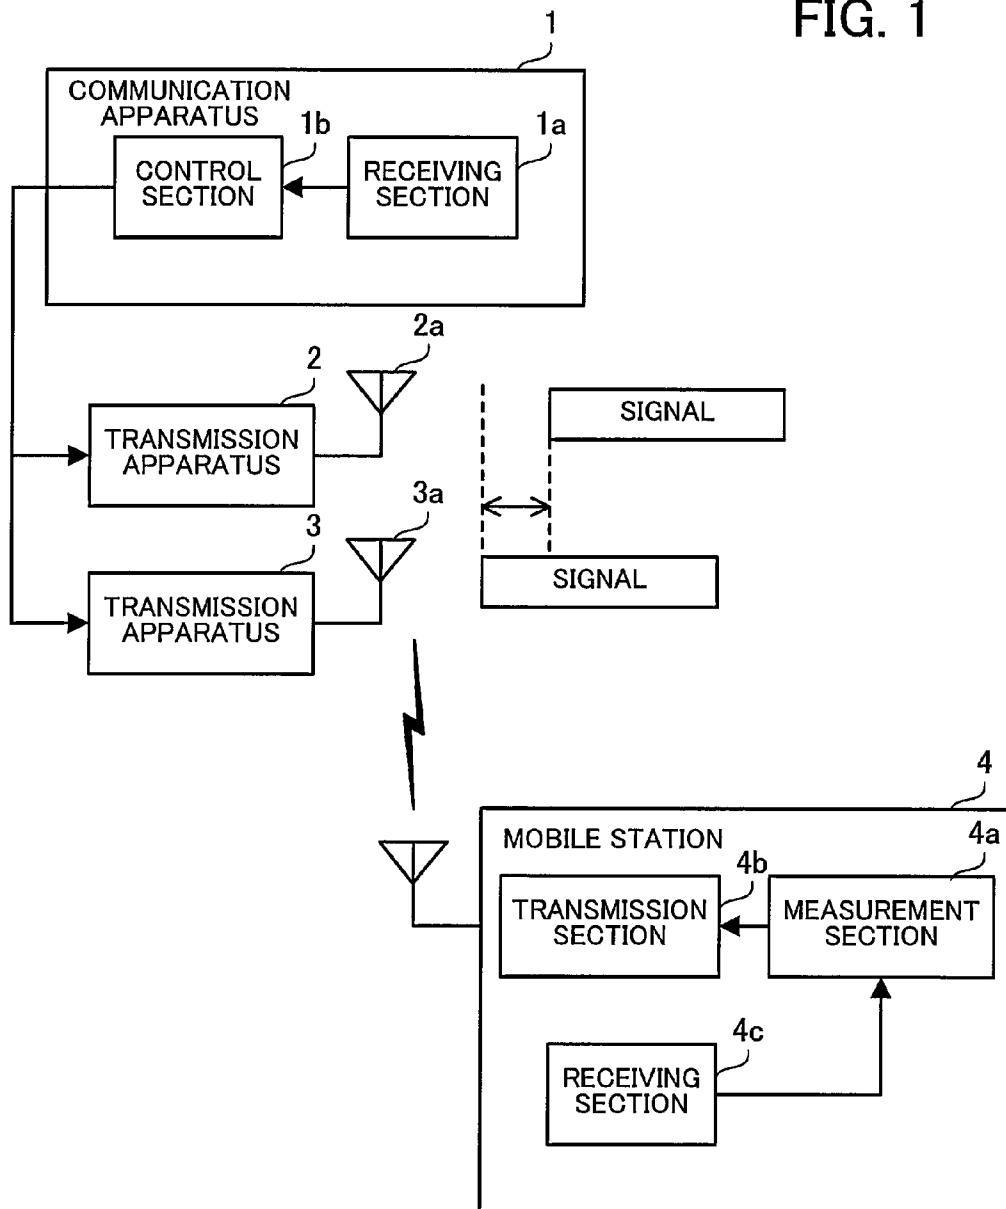 FIG. 1
1
COMMUNICATION
APPARATUS
1b
1a
CONTROL
SECTION
RECEIVING
SECTION
2a
2
TRANSMISSION
APPARATUS
SIGNAL
3a
3
TRANSMISSION
APPARATUS
SIGNAL
4
MOBILE STATION
4a
4b
TRANSMISSION
SECTION
MEASUREMENT
SECTION
4c
RECEIVING
SECTION